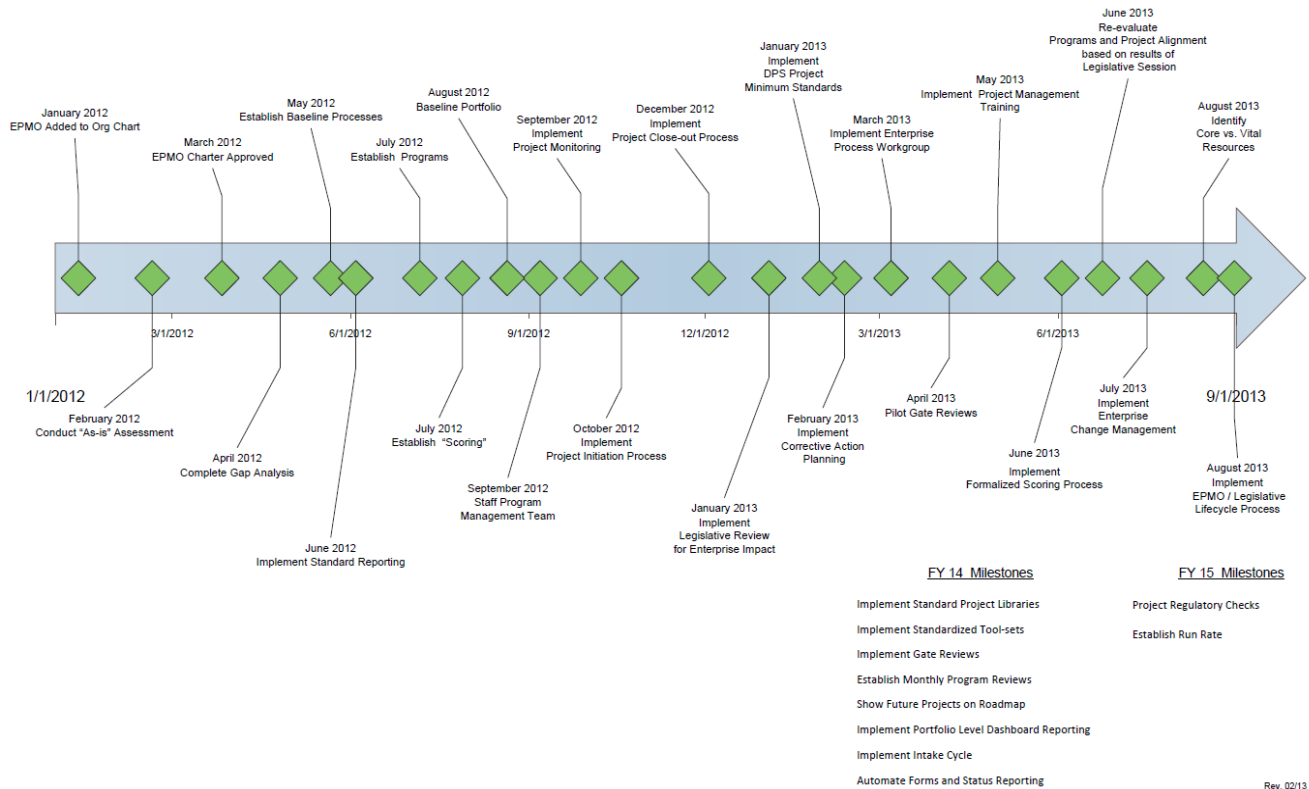 January 2012
EPMO Added to Org Chart
March 2012
EPMO Charter Approved
May 2012
Establish Baseline Processes
July 2012
Establish Programs
August 2012
Baseline Portfolio
September 2012
Implement
Project Monitoring
December 2012
Implement
Project Close-out Process
January 2013
Implement
DPS Project
Minimum Standards
March 2013
Implement Enterprise
Process Workgroup
May 2013
Implement Project Management
Training
June 2013
Re-evaluate
Programs and Project Alignment
based on results of
Legislative Session
August 2013
Identify
Core vs. Vital
Resources
3/1/2012
6/1/2012
9/1/2012
12/1/2012
3/1/2013
6/1/2013
1/1/2012
9/1/2013
February 2012
Conduct “As-is” Assessment
April 2012
Complete Gap Analysis
June 2012
Implement Standard Reporting
July 2012
Establish “Scoring”
September 2012
Staff Program
Management Team
October 2012
Implement
Project Initiation Process
January 2013
Implement
Legislative Review
for Enterprise Impact
February 2013
Implement
Corrective Action
Planning
April 2013
Pilot Gate Reviews
June 2013
Implement
Formalized Scoring Process
July 2013
Implement
Enterprise
Change Management
August 2013
Implement
EPMO / Legislative
Lifecycle Process
FY 14 Milestones
Implement Standard Project Libraries
Implement Standardized Tool-sets
Implement Gate Reviews
Establish Monthly Program Reviews
Show Future Projects on Roadmap
Implement Portfolio Level Dashboard Reporting
Implement Intake Cycle
Automate Forms and Status Reporting
FY 15 Milestones
Project Regulatory Checks
Establish Run Rate
Rev. 02/13